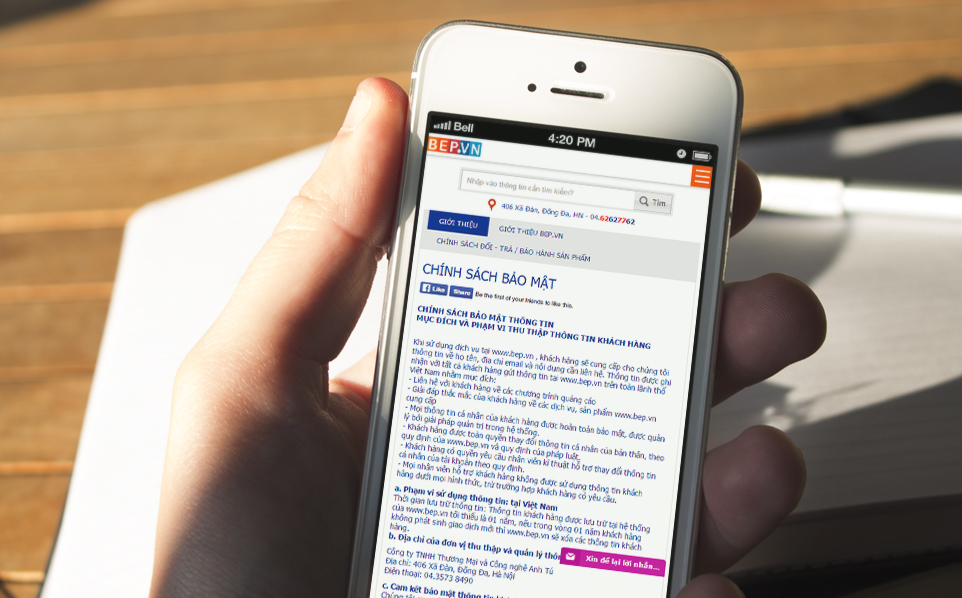 Bell
4:20 PM
BEP.VN
Nhập vào thông tin cần tìm kiếm?
Tìm
406 Xã Đàn, Đống Đa, HN - 04.62627762
GIỚI THIỆU
GIỚI THIỆU BEP.VN
CHÍNH SÁCH ĐỔI - TRẢ / BẢO HÀNH SẢN PHẨM
CHÍNH SÁCH BẢO MẬT
Like Share Be the first of your friends to like this.
CHÍNH SÁCH BẢO MẬT THÔNG TIN
MỤC ĐÍCH VÀ PHẠM VI THU THẬP THÔNG TIN KHÁCH HÀNG
Khi sử dụng dịch vụ tại www.bep.vn , khách hàng sẽ cung cấp cho chúng tôi
thông tin về họ tên, địa chỉ email và nội dung cần liên hệ. Thông tin được ghi
nhận với tất cả khách hàng gửi thông tin tại www.bep.vn trên toàn lãnh thổ
Việt Nam nhằm mục đích:
- Liên hệ với khách hàng về các chương trình quảng cáo
- Giải đáp thắc mắc của khách hàng về các dịch vụ, sản phẩm www.bep.vn
cung cấp
- Mọi thông tin cá nhân của khách hàng được hoàn toàn bảo mật, được quản
lý bởi giải pháp quản trị trong hệ thống.
- Khách hàng được toàn quyền thay đổi thông tin cá nhân của bản thân, theo
quy định của www.bep.vn và quy định của pháp luật.
- Khách hàng có quyền yêu cầu nhân viên kĩ thuật hỗ trợ thay đổi thông tin
cá nhân của tài khoản theo quy định.
- Mọi nhân viên hỗ trợ khách hàng không được sử dụng thông tin khách
hàng dưới mọi hình thức, trừ trường hợp khách hàng có yêu cầu.
a. Phạm vi sử dụng thông tin: tại Việt Nam
Thời gian lưu trữ thông tin: Thông tin khách hàng được lưu trữ tại hệ thống
của www.bep.vn tối thiểu là 01 năm, nếu trong vòng 01 năm khách hàng
không phát sinh giao dịch mới thì www.bep.vn sẽ xóa các thông tin khách
hàng.
b. Địa chỉ của đơn vị thu thập và quản lý thông
Xin để lại lời nhắn...
Công ty TNHH Thương Mại và Công nghệ Anh Tú
Địa chỉ: 406 Xã Đàn, Đống Đa, Hà Nội
Điện thoại: 04.3573 8490
c. Cam kết bảo mật thông tin